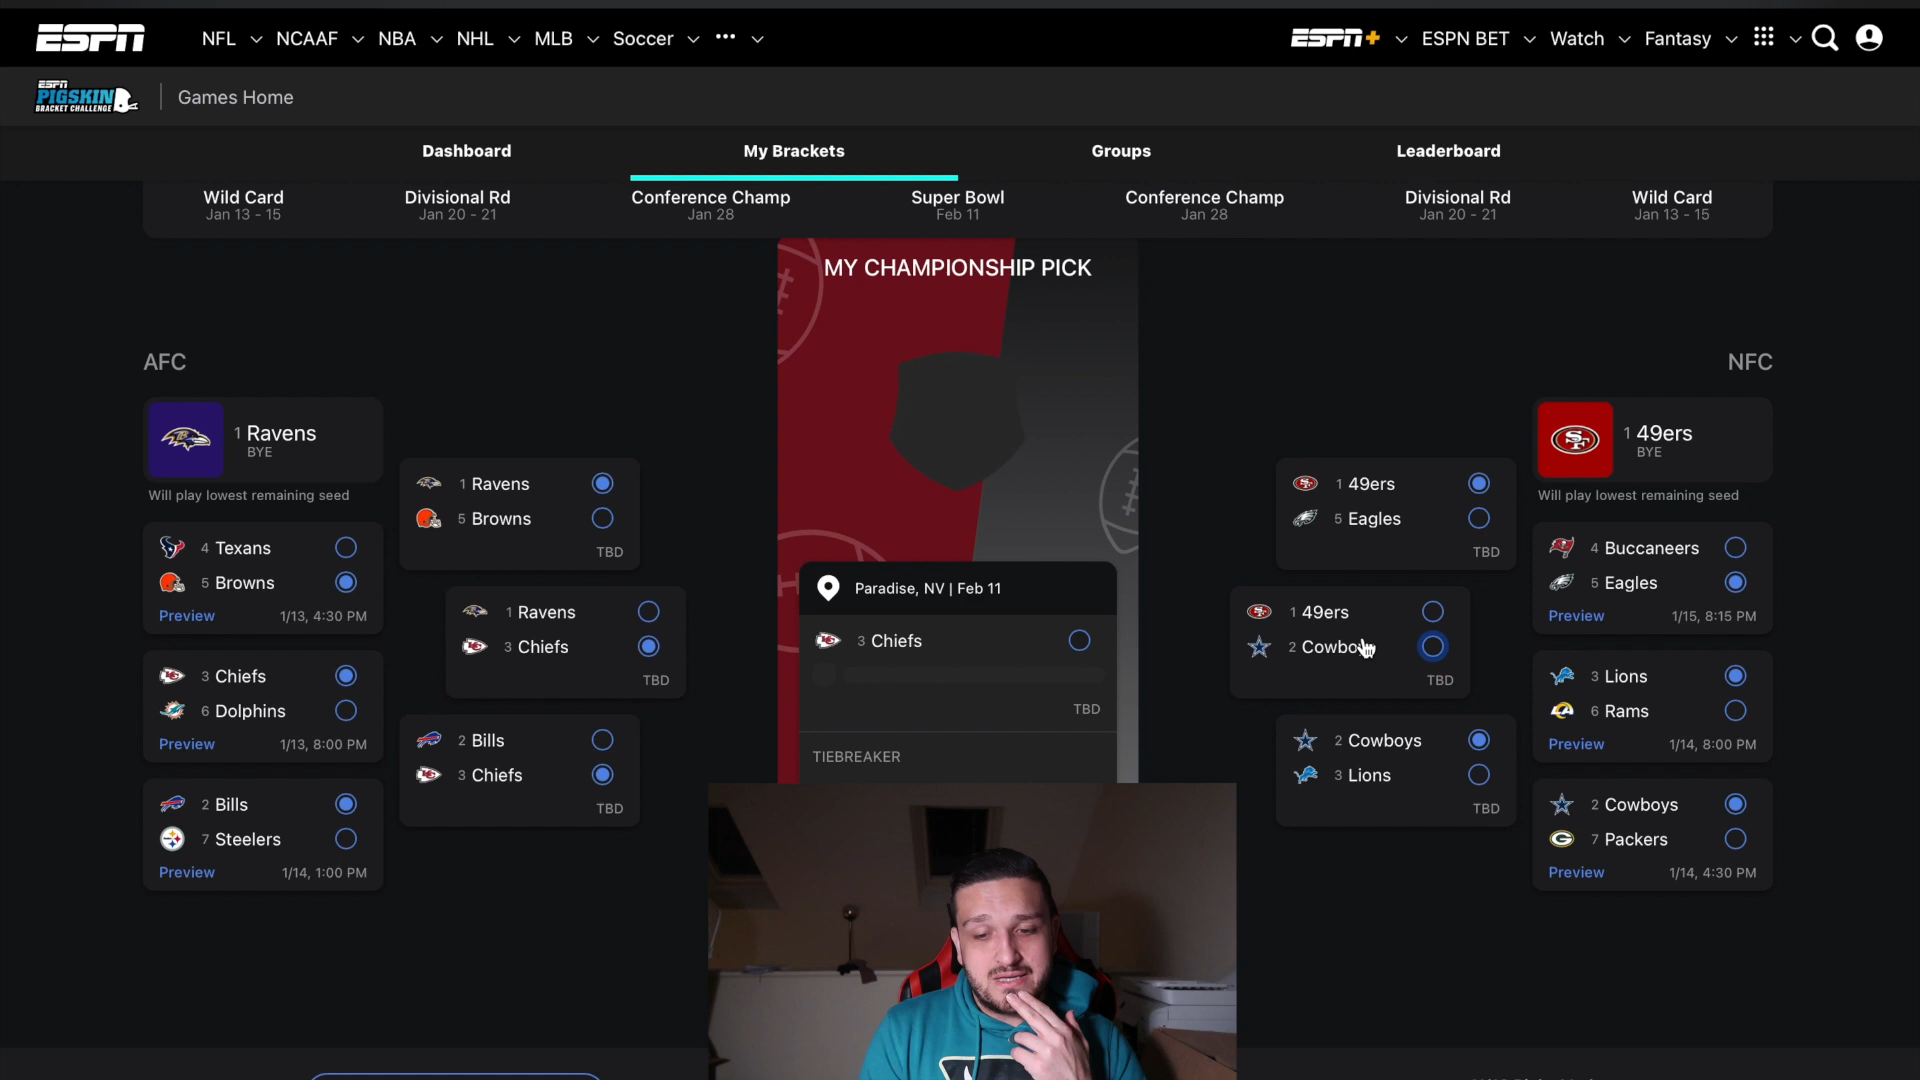 ESPN NFL NCAAF NBA NHL MLB Soccer ESPN+ ESPN BET Watch Fantasy
ESPN PIGSKIN BRACKET CHALLENGE Games Home
Dashboard My Brackets Groups Leaderboard
Wild Card Divisional Rd Conference Champ Super Bowl Conference Champ Divisional Rd Wild Card
Jan 13 - 15 Jan 20 - 21 Jan 28 Feb 11 Jan 28 Jan 20 - 21 Jan 13 - 15
MY CHAMPIONSHIP PICK
AFC
1 Ravens
BYE
Will play lowest remaining seed
4 Texans
5 Browns
Preview 1/13, 4:30 PM
3 Chiefs
6 Dolphins
Preview 1/13, 8:00 PM
2 Bills
7 Steelers
Preview 1/14, 1:00 PM
1 Ravens
5 Browns
TBD
1 Ravens
3 Chiefs
TBD
2 Bills
3 Chiefs
TBD
Paradise, NV | Feb 11
3 Chiefs
TBD
TIEBREAKER
1 49ers
5 Eagles
TBD
1 49ers
2 Cowbo
TBD
2 Cowboys
3 Lions
TBD
NFC
SF 1 49ers
BYE
Will play lowest remaining seed
4 Buccaneers
5 Eagles
Preview 1/15, 8:15 PM
3 Lions
6 Rams
Preview 1/14, 8:00 PM
2 Cowboys
7 Packers
Preview 1/14, 4:30 PM